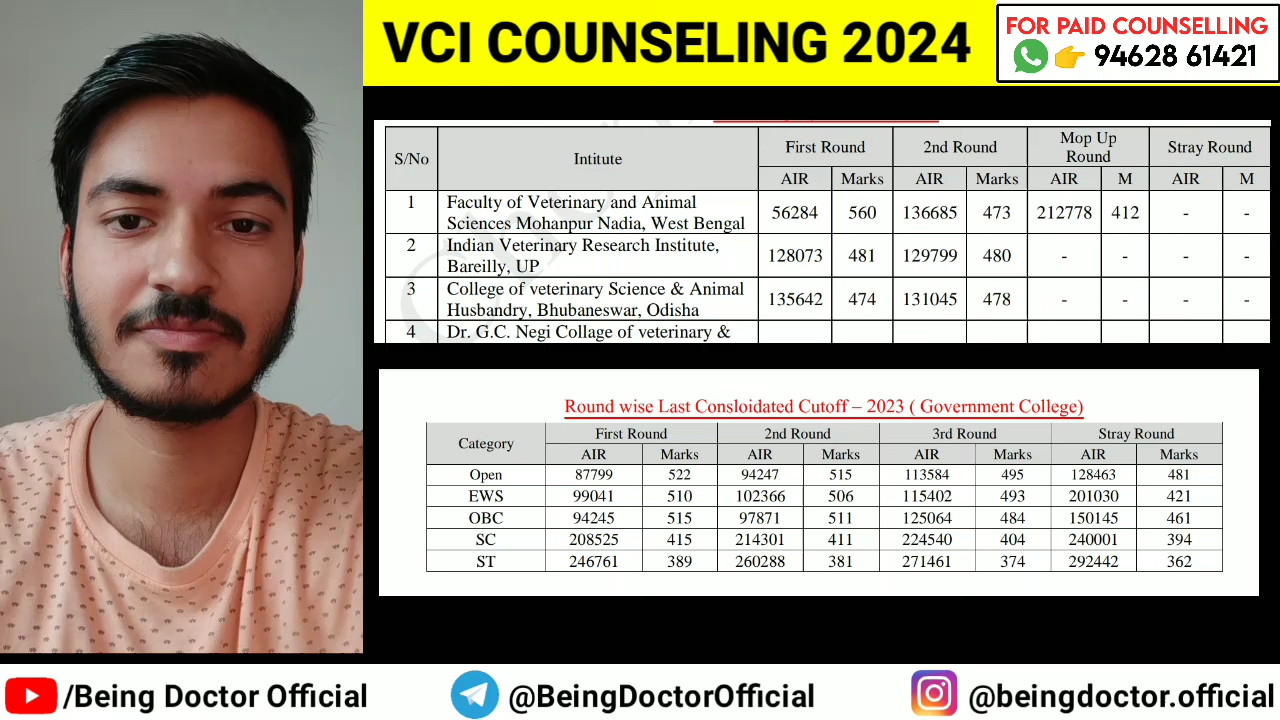 VCI COUNSELING 2024
FOR PAID COUNSELLING
94628 61421
S/No Intitute First Round 2nd Round Mop Up Round Stray Round
AIR Marks AIR Marks AIR M AIR M
1 Faculty of Veterinary and Animal
Sciences Mohanpur Nadia, West Bengal 56284 560 136685 473 212778 412 - -
2 Indian Veterinary Research Institute,
Bareilly, UP 128073 481 129799 480 - - - -
3 College of veterinary Science & Animal
Husbandry, Bhubaneswar, Odisha 135642 474 131045 478 - - - -
4 Dr. G.C. Negi Collage of veterinary &
Round wise Last Consloidated Cutoff – 2023 ( Government College)
Category First Round 2nd Round 3rd Round Stray Round
AIR Marks AIR Marks AIR Marks AIR Marks
Open 87799 522 94247 515 113584 495 128463 481
EWS 99041 510 102366 506 115402 493 201030 421
OBC 94245 515 97871 511 125064 484 150145 461
SC 208525 415 214301 411 224540 404 240001 394
ST 246761 389 260288 381 271461 374 292442 362
/Being Doctor Official @BeingDoctorOfficial @beingdoctor.official